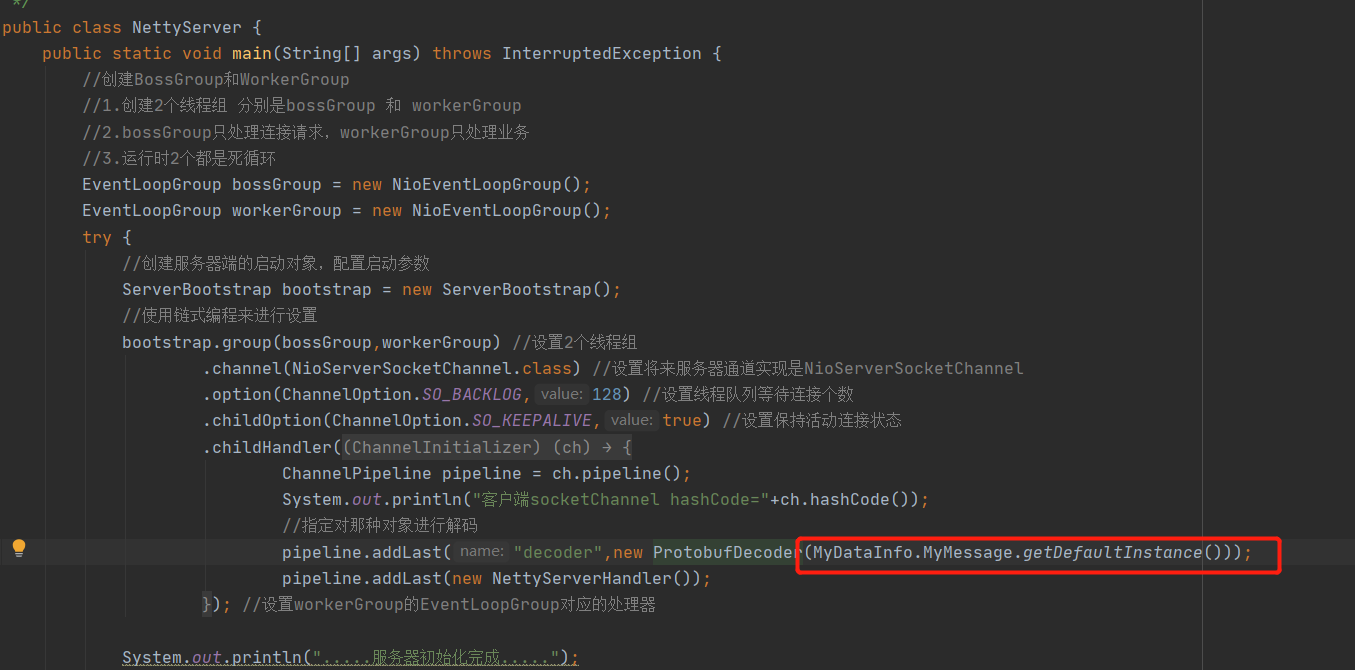 */
public class NettyServer {
public static void main(String[] args) throws InterruptedException {
//创建BossGroup和WorkerGroup
//1.创建2个线程组 分别是bossGroup 和 workerGroup
//2.bossGroup只处理连接请求，workerGroup只处理业务
//3.运行时2个都是死循环
EventLoopGroup bossGroup = new NioEventLoopGroup();
EventLoopGroup workerGroup = new NioEventLoopGroup();
try {
//创建服务器端的启动对象，配置启动参数
ServerBootstrap bootstrap = new ServerBootstrap();
//使用链式编程来进行设置
bootstrap.group(bossGroup,workerGroup) //设置2个线程组
.channel(NioServerSocketChannel.class) //设置将来服务器通道实现是NioServerSocketChannel
.option(ChannelOption.SO_BACKLOG, value: 128) //设置线程队列等待连接个数
.childOption(ChannelOption.SO_KEEPALIVE, value: true) //设置保持活动连接状态
.childHandler((ChannelInitializer) (ch) → {
ChannelPipeline pipeline = ch.pipeline();
System.out.println("客户端socketChannel hashCode="+ch.hashCode());
//指定对那种对象进行解码
pipeline.addLast( name: "decoder",new ProtobufDecoder(MyDataInfo.MyMessage.getDefaultInstance()));
pipeline.addLast(new NettyServerHandler());
}); //设置workerGroup的EventLoopGroup对应的处理器
System.out.println(".....服务器初始化完成.....");